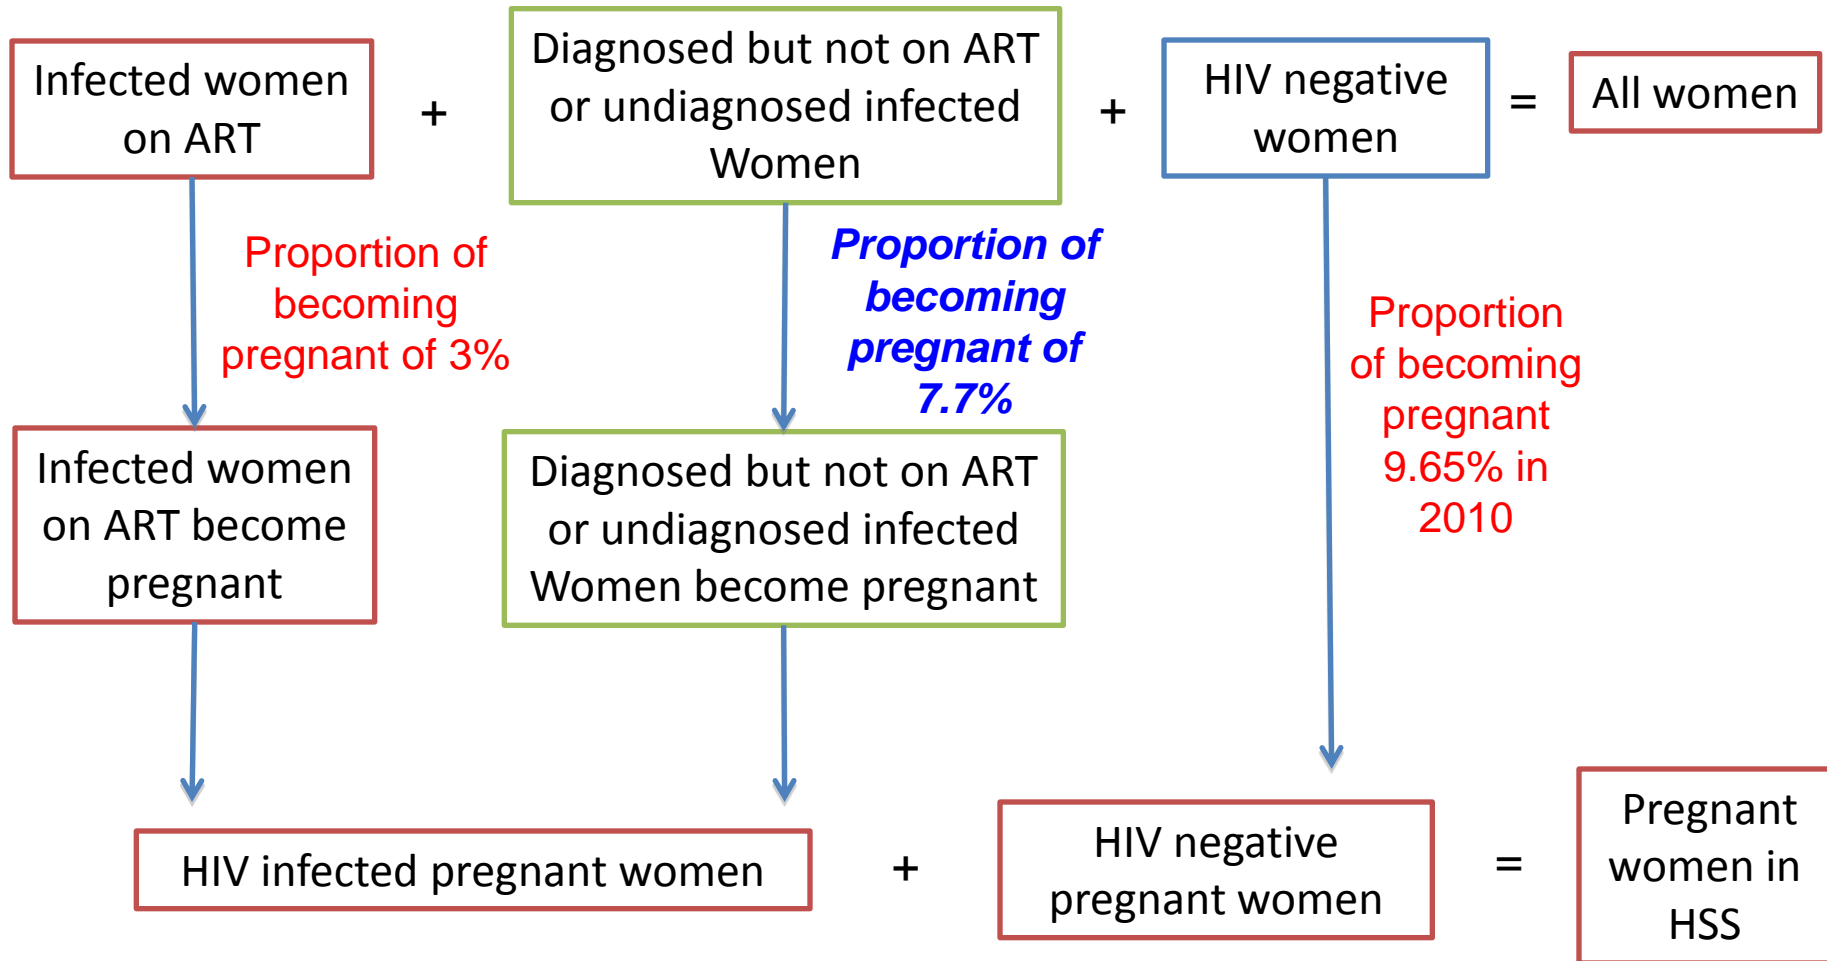 Infected women
on ART
+
Diagnosed but not on ART
or undiagnosed infected
Women
+
HIV negative
women
=
All women
Proportion of
becoming
pregnant of 3%
Proportion of
becoming
pregnant of
7.7%
Proportion
of becoming
pregnant
9.65% in
2010
Infected women
on ART become
pregnant
Diagnosed but not on ART
or undiagnosed infected
Women become pregnant
HIV infected pregnant women
+
HIV negative
pregnant women
=
Pregnant
women in
HSS